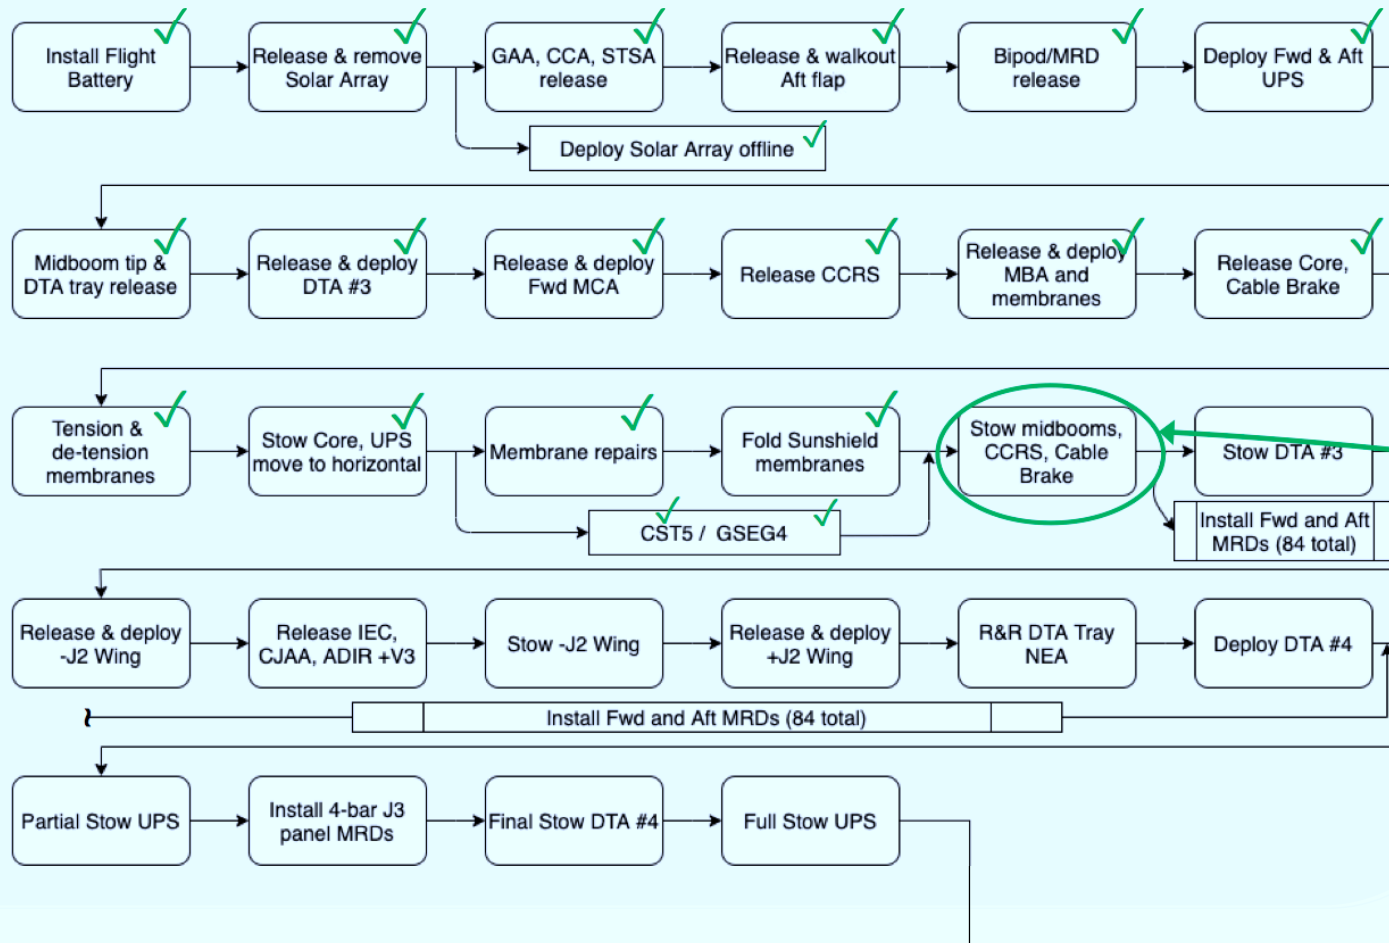 Install Flight
Battery
Release & remove
Solar Array
GAA, CCA, STSA
release
Release & walkout
Aft flap
Bipod/MRD
release
Deploy Fwd & Aft
UPS
Deploy Solar Array offline
Midboom tip &
DTA tray release
Release & deploy
DTA #3
Release & deploy
Fwd MCA
Release CCRS
Release & deploy
MBA and
membranes
Release Core,
Cable Brake
Tension &
de-tension
membranes
Stow Core, UPS
move to horizontal
Membrane repairs
Fold Sunshield
membranes
Stow midbooms,
CCRS, Cable
Brake
Stow DTA #3
CST5 / GSEG4
Install Fwd and Aft
MRDs (84 total)
Release & deploy
-J2 Wing
Release IEC,
CJAA, ADIR +V3
Stow -J2 Wing
Release & deploy
+J2 Wing
R&R DTA Tray
NEA
Deploy DTA #4
Install Fwd and Aft MRDs (84 total)
Partial Stow UPS
Install 4-bar J3
panel MRDs
Final Stow DTA #4
Full Stow UPS